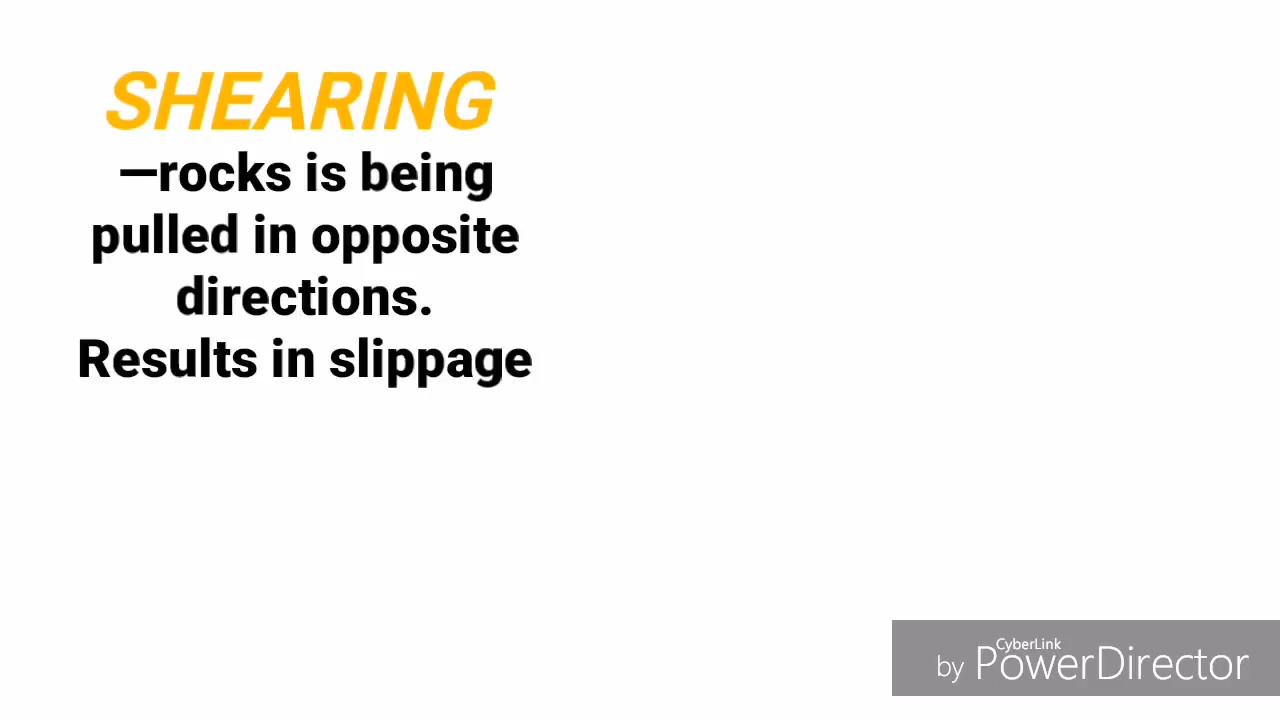 SHEARING
—rocks is being
pulled in opposite
directions.
Results in slippage
CyberLink
by PowerDirector